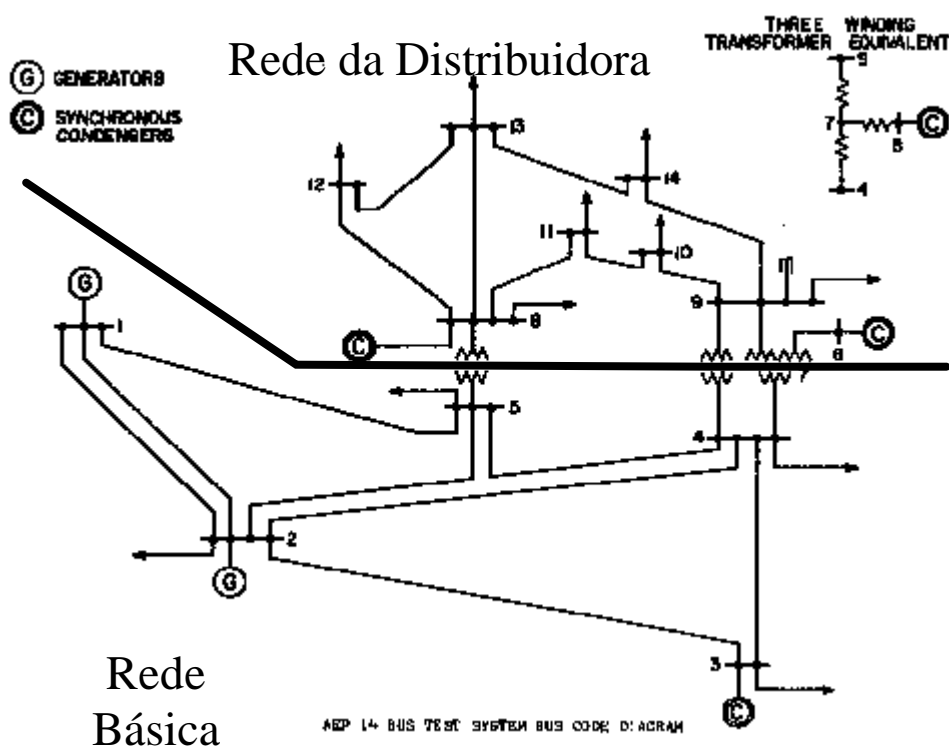 THREE WINDING
TRANSFORMER EQUIVALENT
Rede da Distribuidora
G GENERATORS
C SYNCHRONOUS
CONDENSERS
9
7
C
8
4
13
12
14
11
10
G
1
9
6
C
C
8
7
5
4
2
G
3
C
Rede
Básica
AEP 14 BUS TEST SYSTEM BUS CODE DIAGRAM